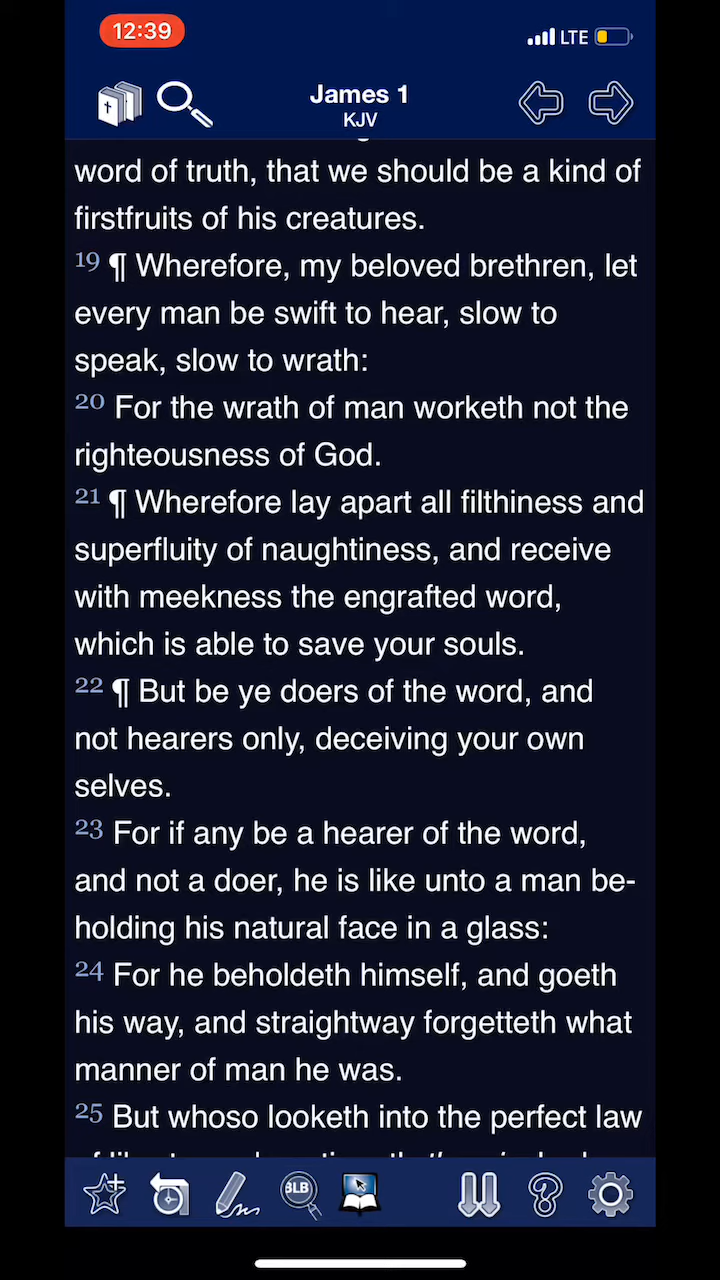 12:39
LTE
James 1
KJV
word of truth, that we should be a kind of
firstfruits of his creatures.
19 ¶ Wherefore, my beloved brethren, let
every man be swift to hear, slow to
speak, slow to wrath:
20 For the wrath of man worketh not the
righteousness of God.
21 ¶ Wherefore lay apart all filthiness and
superfluity of naughtiness, and receive
with meekness the engrafted word,
which is able to save your souls.
22 ¶ But be ye doers of the word, and
not hearers only, deceiving your own
selves.
23 For if any be a hearer of the word,
and not a doer, he is like unto a man be-
holding his natural face in a glass:
24 For he beholdeth himself, and goeth
his way, and straightway forgetteth what
manner of man he was.
25 But whoso looketh into the perfect law
BLB